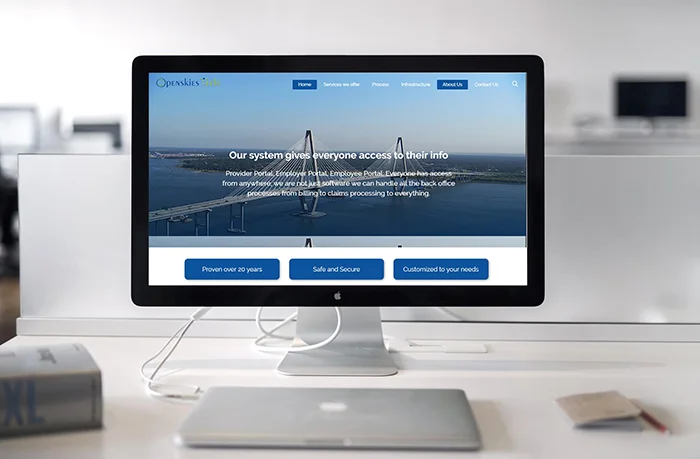 OPENSKIES
Home Services we offer Process Infrastructure About Us Contact Us
Our system gives everyone access to their info
Provider Portal, Employer Portal, Employee Portal. Everyone has access
from anywhere, we are not just software we can handle all the back office
processes from billing to claims processing to everything.
Proven over 20 years Safe and Secure Customized to your needs
XL